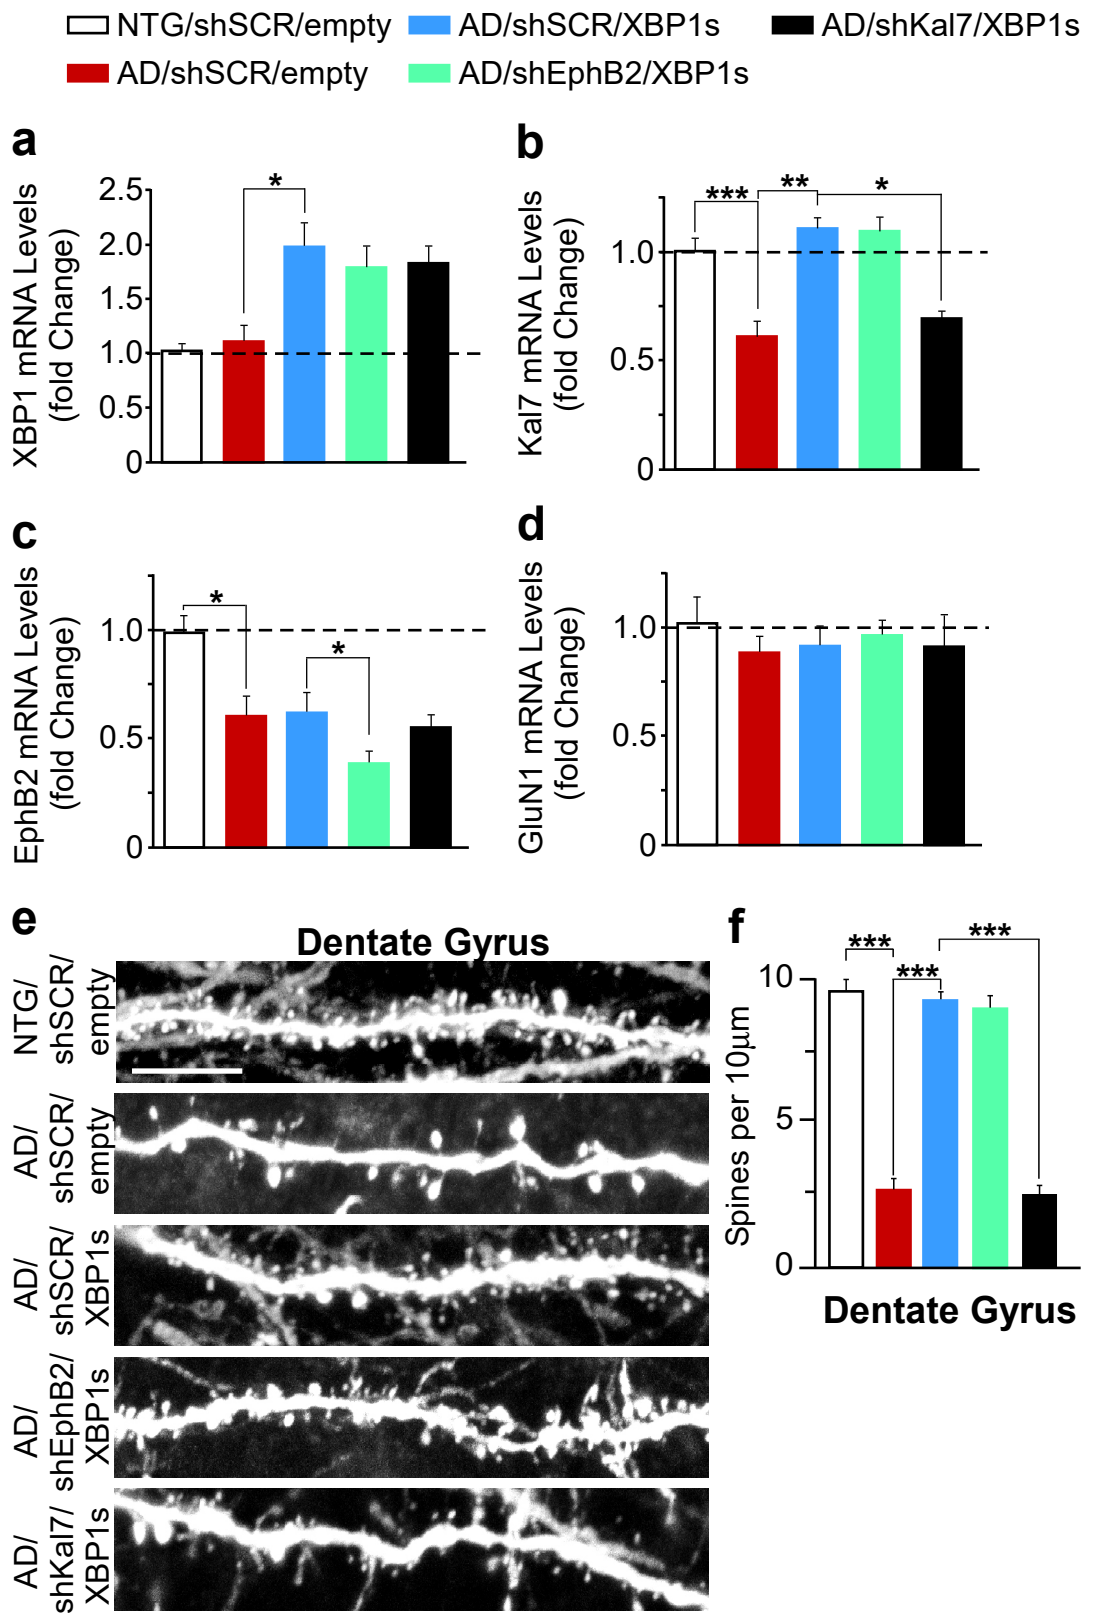 NTG/shSCR/empty AD/shSCR/XBP1s AD/shKal7/XBP1s
AD/shSCR/empty AD/shEphB2/XBP1s
a
XBP1 mRNA Levels
(fold Change)
2.5
2.0
1.5
1.0
0.5
0
*
b
Kal7 mRNA Levels
(fold Change)
1.0
0.5
0
*** ** *
c
EphB2 mRNA Levels
(fold Change)
1.0
0.5
0
*
*
d
GluN1 mRNA Levels
(fold Change)
1.0
0.5
0
e
Dentate Gyrus
NTG/
shSCR/
empty
AD/
shSCR/
empty
AD/
shSCR/
XBP1s
AD/
shEphB2/
XBP1s
AD/
shKal7/
XBP1s
f
Spines per 10µm
10
5
0
*** ***
***
Dentate Gyrus